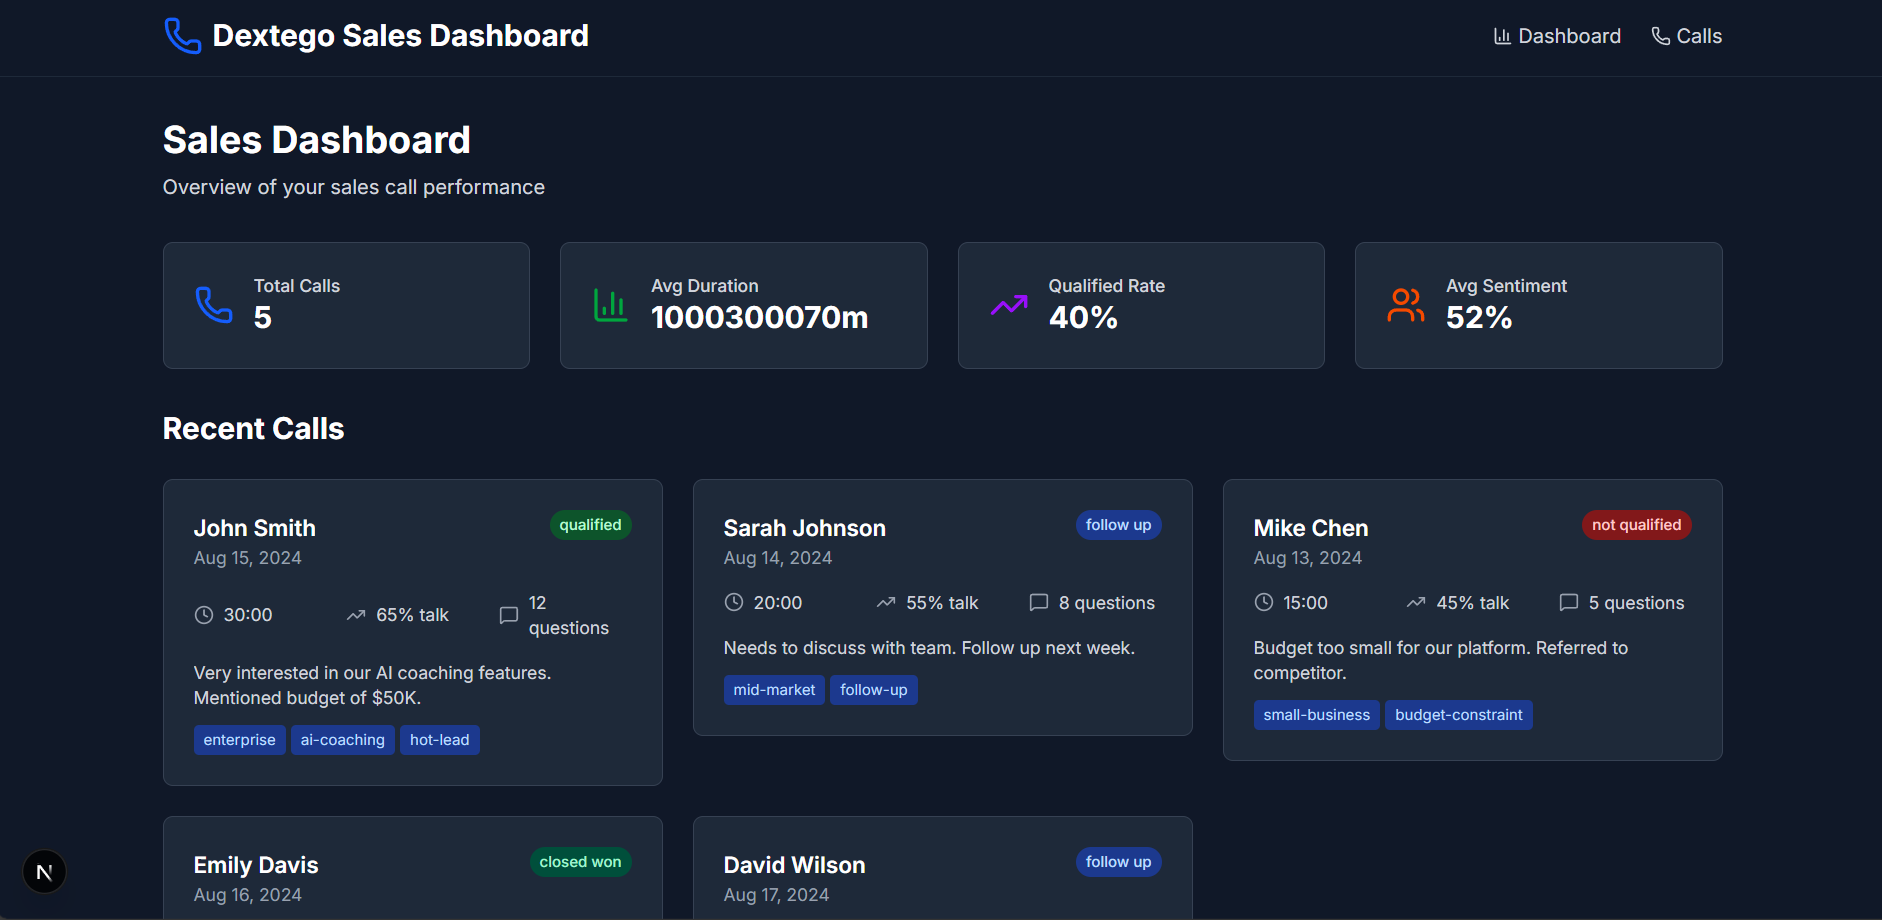 Dextego Sales Dashboard
Dashboard
Calls
Sales Dashboard
Overview of your sales call performance
Total Calls
5
Avg Duration
1000300070m
Qualified Rate
40%
Avg Sentiment
52%
Recent Calls
John Smith
qualified
Aug 15, 2024
30:00
65% talk
12
questions
Very interested in our AI coaching features.
Mentioned budget of $50K.
enterprise
ai-coaching
hot-lead
Sarah Johnson
follow up
Aug 14, 2024
20:00
55% talk
8 questions
Needs to discuss with team. Follow up next week.
mid-market
follow-up
Mike Chen
not qualified
Aug 13, 2024
15:00
45% talk
5 questions
Budget too small for our platform. Referred to
competitor.
small-business
budget-constraint
Emily Davis
closed won
Aug 16, 2024
David Wilson
follow up
Aug 17, 2024
N